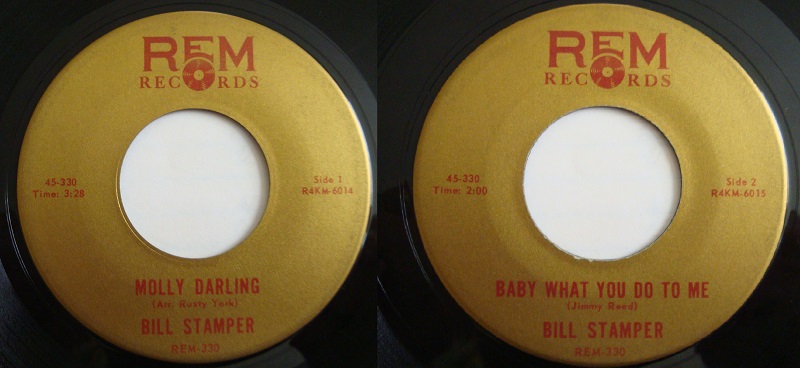 REM
RECORDS
45-330
Time: 3:28
Side 1
R4KM-6014
MOLLY DARLING
(Arr. Rusty York)
BILL STAMPER
REM-330
REM
RECORDS
45-330
Time: 2:00
Side 2
R4KM-6015
BABY WHAT YOU DO TO ME
(Jimmy Reed)
BILL STAMPER
REM-330